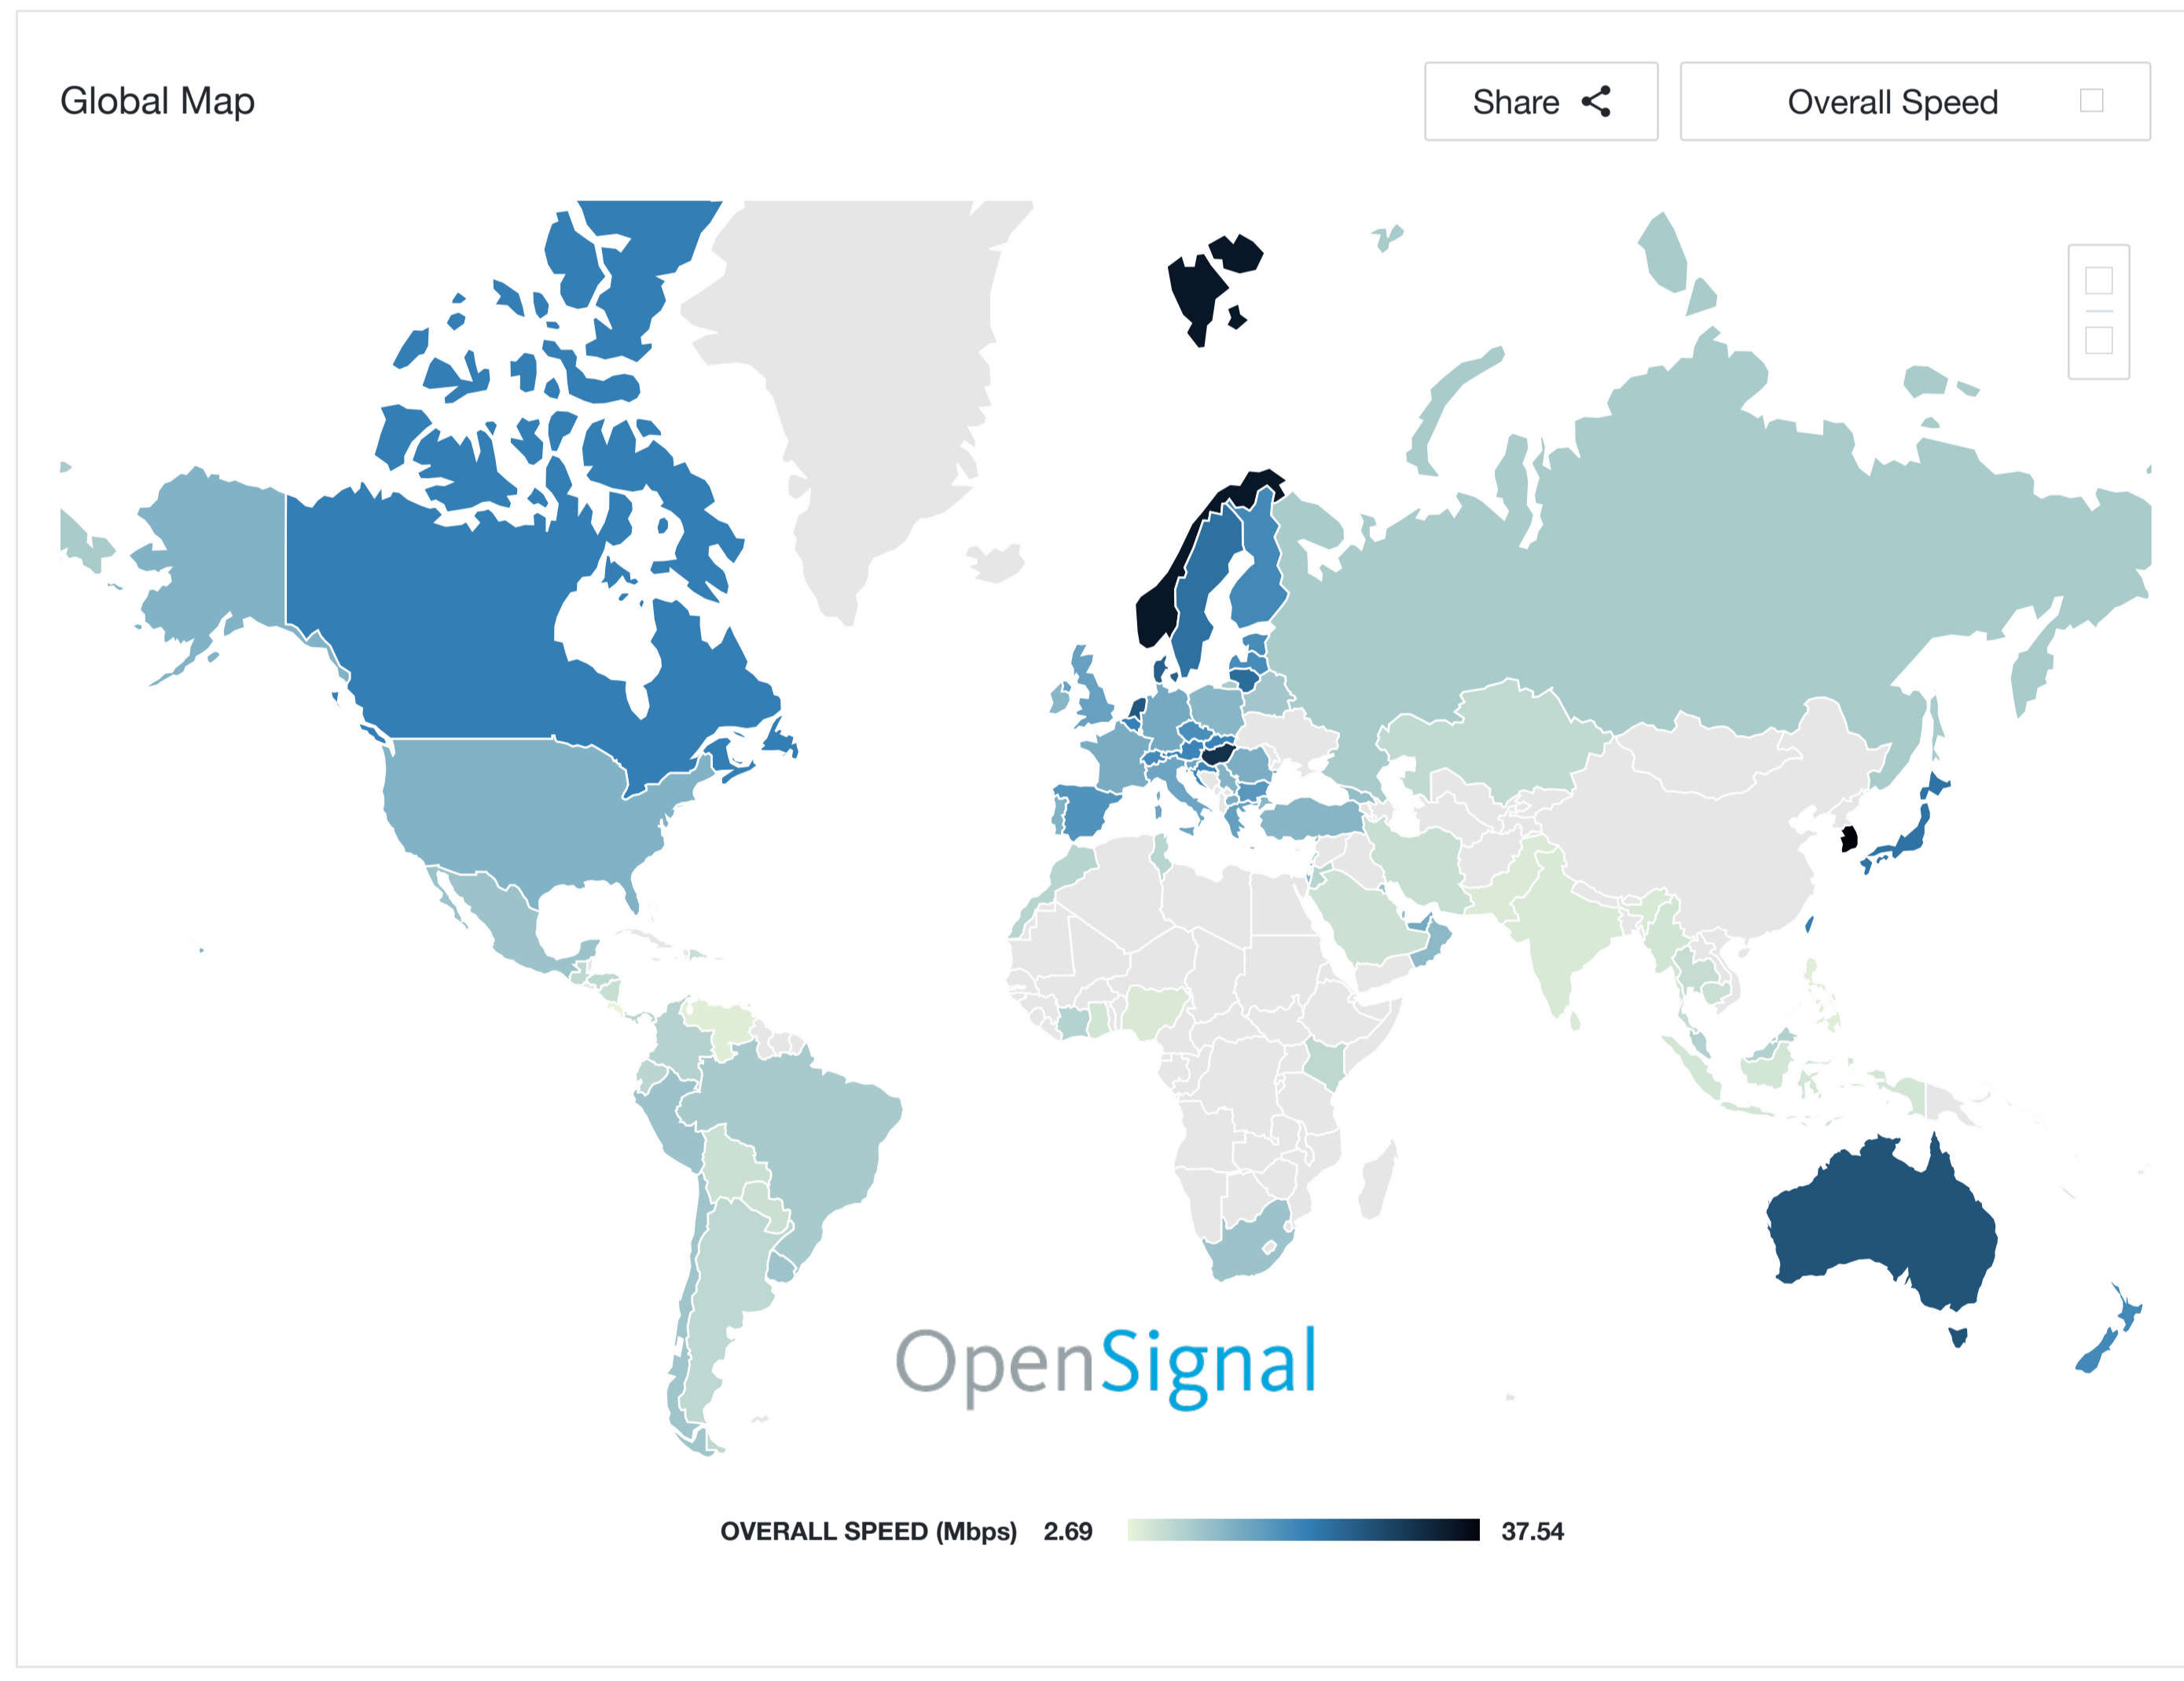 Global Map
Share
Overall Speed
OpenSignal
OVERALL SPEED (Mbps) 2.69 37.54